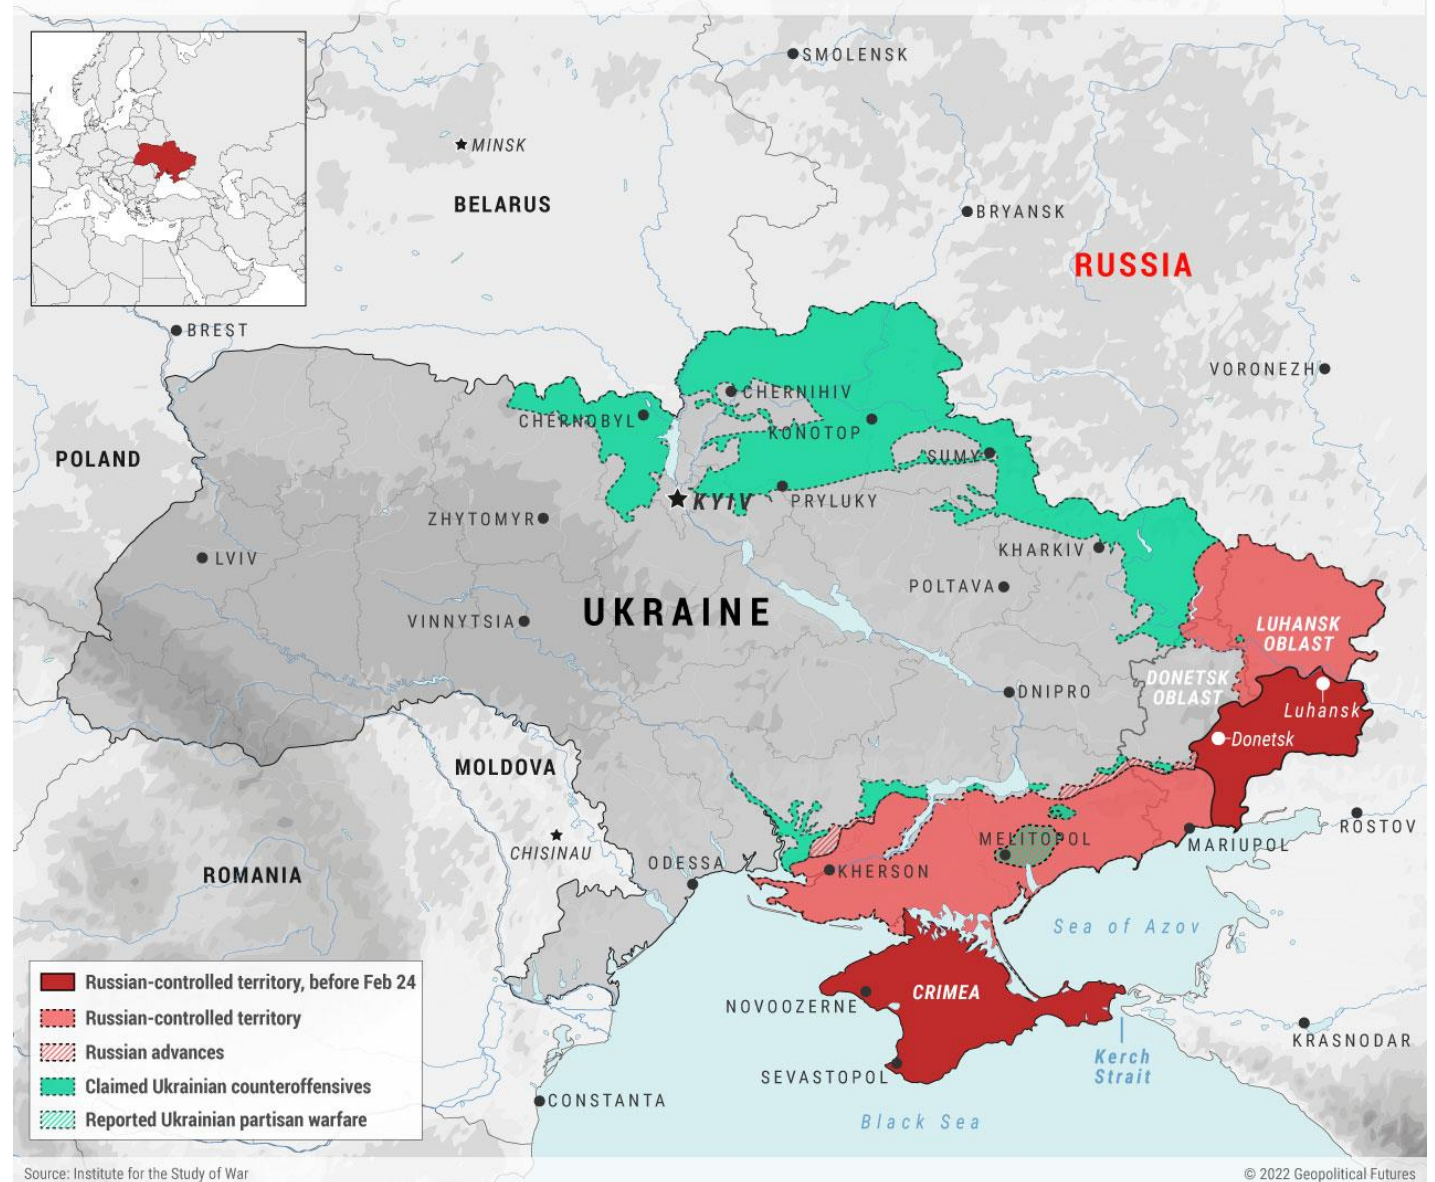 SMOLENSK
MINSK
BELARUS
BRYANSK
RUSSIA
BREST
VORONEZH
CHERNIHIV
CHERNOBYL
KONOTOP
POLAND
SUMY
KYIV
PRYLUKY
ZHYTOMYR
LVIV
KHARKIV
POLTAVA
UKRAINE
VINNYTSIA
LUHANSK
OBLAST
DONETSK
OBLAST
DNIPRO
Luhansk
Donetsk
MOLDOVA
CHISINAU
ROSTOV
MELITOPOL
MARIUPOL
ODESSA
KHERSON
ROMANIA
Sea of Azov
CRIMEA
NOVOOZERNE
KRASNODAR
Kerch
Strait
SEVASTOPOL
CONSTANTA
Black Sea
Russian-controlled territory, before Feb 24
Russian-controlled territory
Russian advances
Claimed Ukrainian counteroffensives
Reported Ukrainian partisan warfare
Source: Institute for the Study of War
© 2022 Geopolitical Futures